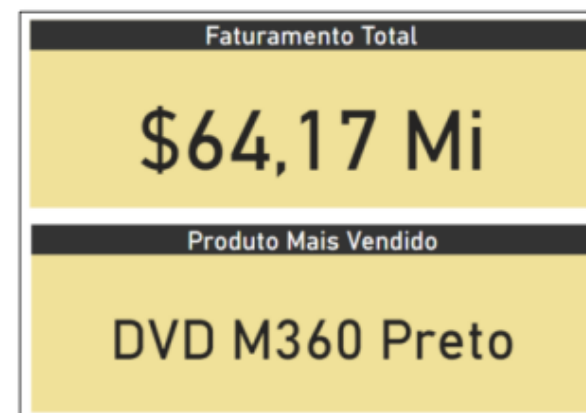 Faturamento Total
$64,17 Mi
Produto Mais Vendido
DVD M360 Preto